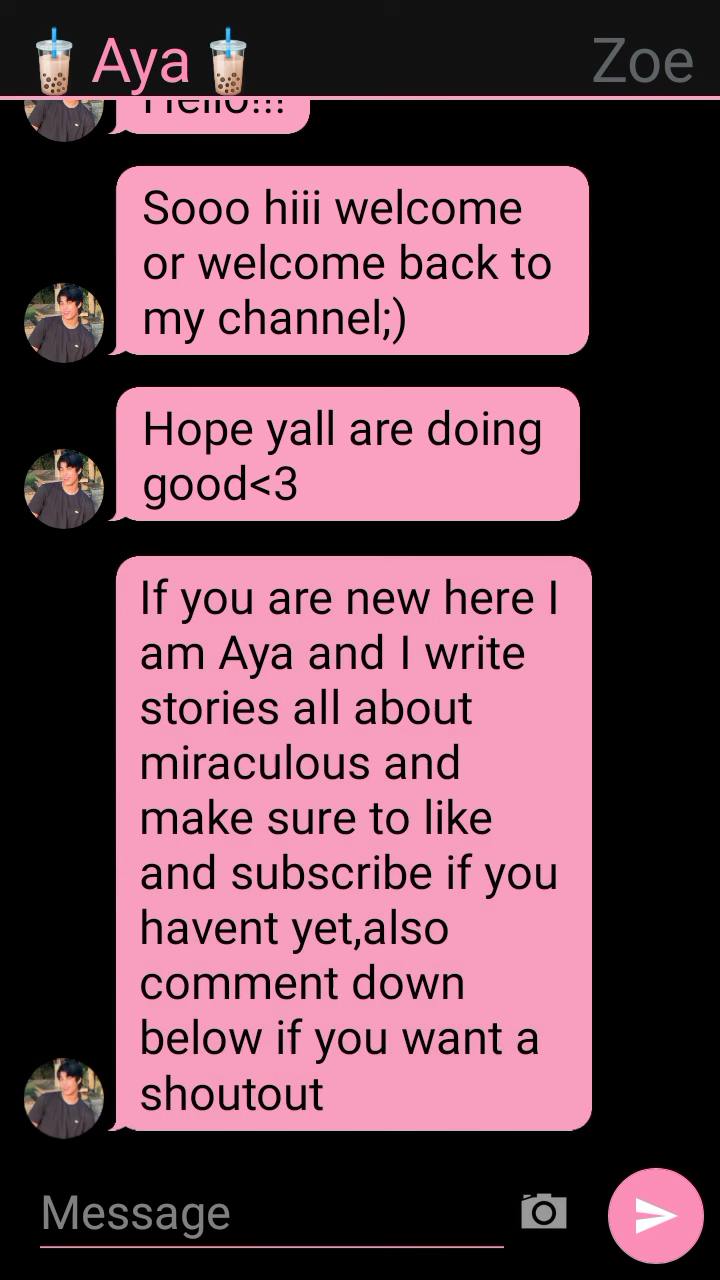 🧋 Aya 🧋 Zoe
Hello!!!
Sooo hiii welcome
or welcome back to
my channel;)
Hope yall are doing
good<3
If you are new here I
am Aya and I write
stories all about
miraculous and
make sure to like
and subscribe if you
havent yet,also
comment down
below if you want a
shoutout
Message